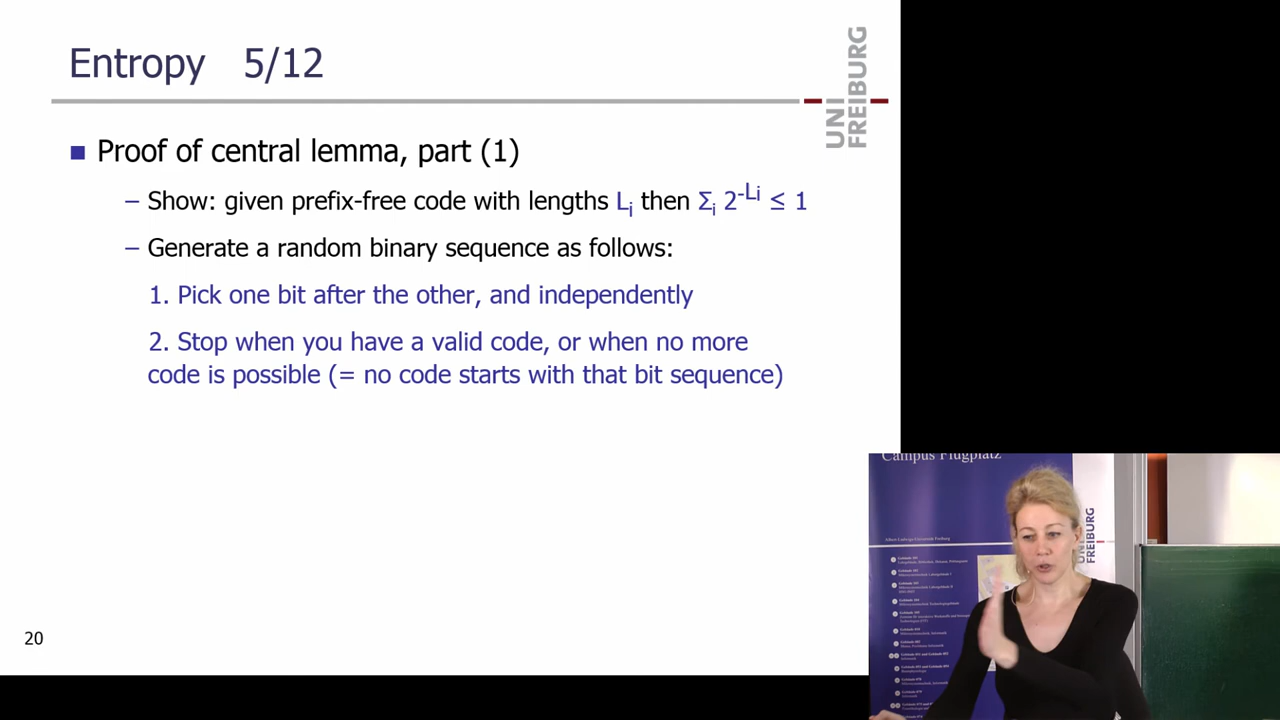 Entropy 5/12
UNI
FREIBURG
■ Proof of central lemma, part (1)
– Show: given prefix-free code with lengths Li then Σi 2-Li ≤ 1
– Generate a random binary sequence as follows:
1. Pick one bit after the other, and independently
2. Stop when you have a valid code, or when no more
code is possible (= no code starts with that bit sequence)
20
Campus Flugplatz
UNI
FREIBURG